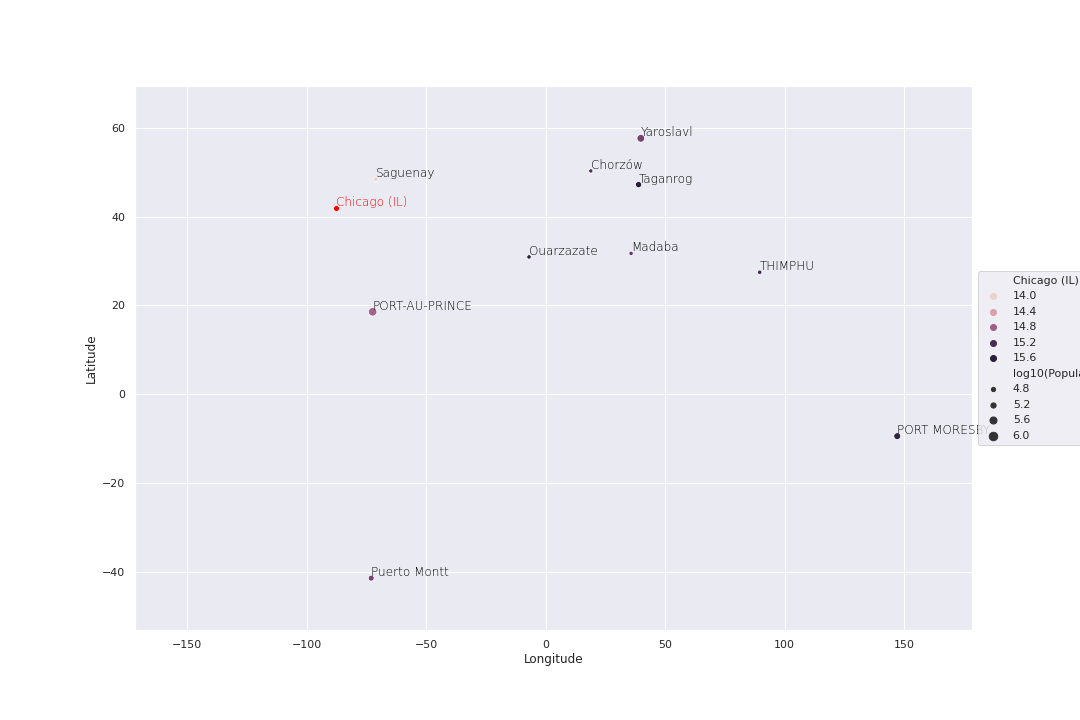 Yaroslavl
Chorzów
Saguenay
Taganrog
Chicago (IL)
Ouarzazate
Madaba
THIMPHU
PORT-AU-PRINCE
PORT MORESBY
Puerto Montt
60
40
20
0
−20
−40
Latitude
−150
−100
−50
0
50
100
150
Longitude
Chicago (IL)
14.0
14.4
14.8
15.2
15.6
log10(Popula
4.8
5.2
5.6
6.0